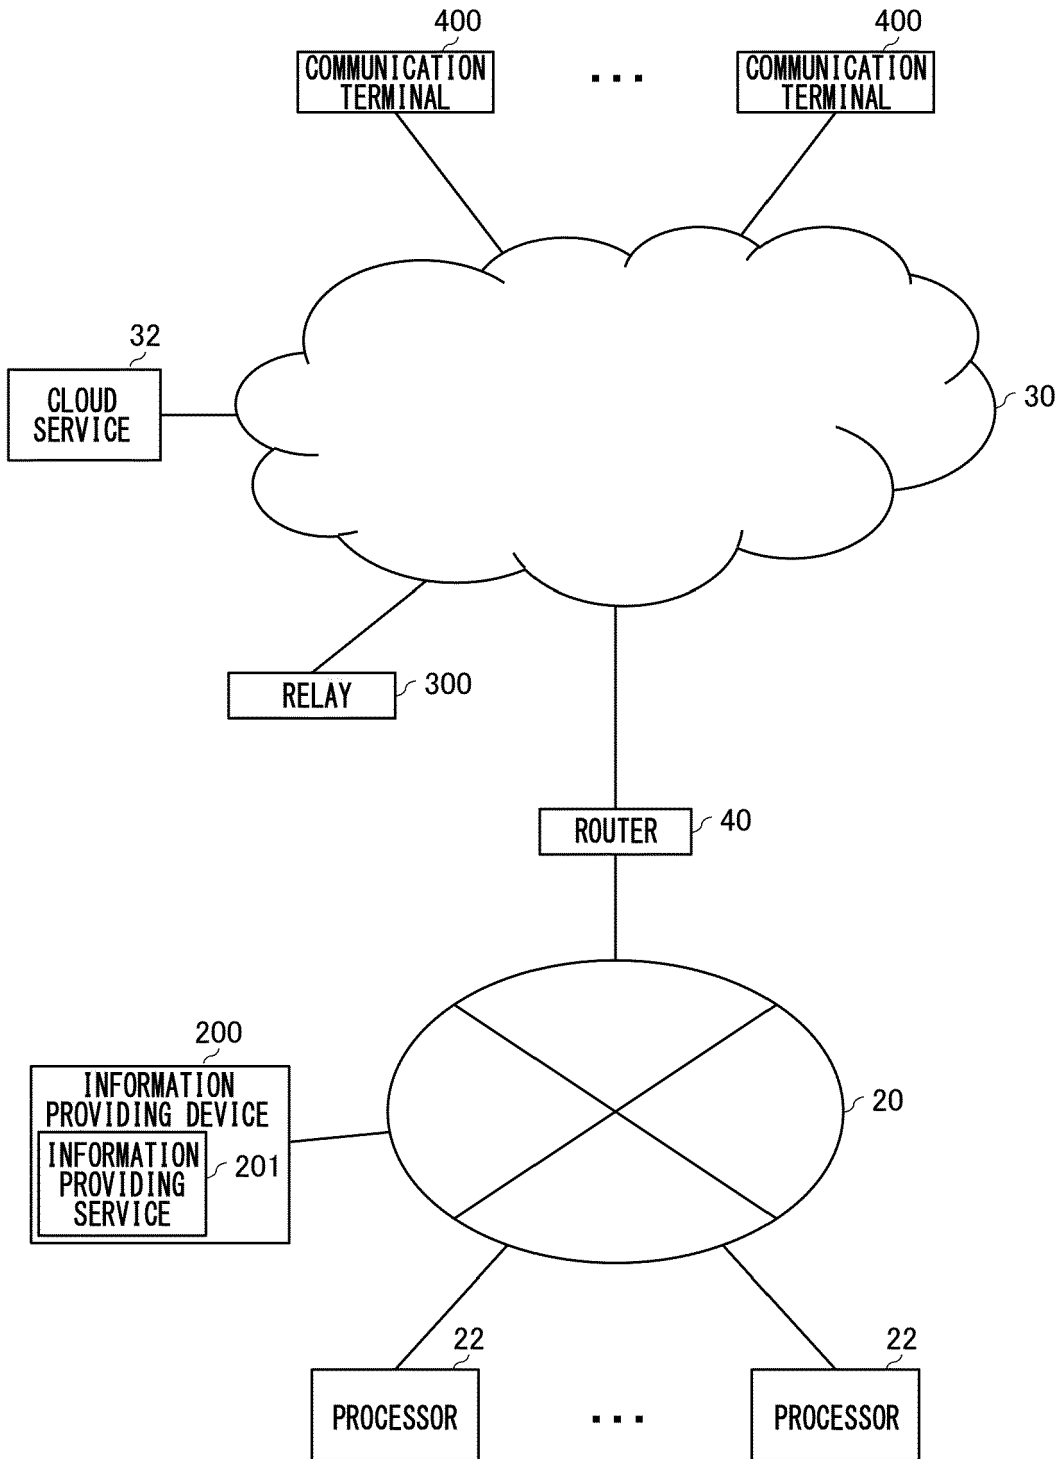 400
400
COMMUNICATION
TERMINAL
...
COMMUNICATION
TERMINAL
32
CLOUD
SERVICE
30
RELAY
300
ROUTER
40
200
INFORMATION
PROVIDING DEVICE
INFORMATION
PROVIDING
SERVICE
201
20
22
22
PROCESSOR
...
PROCESSOR